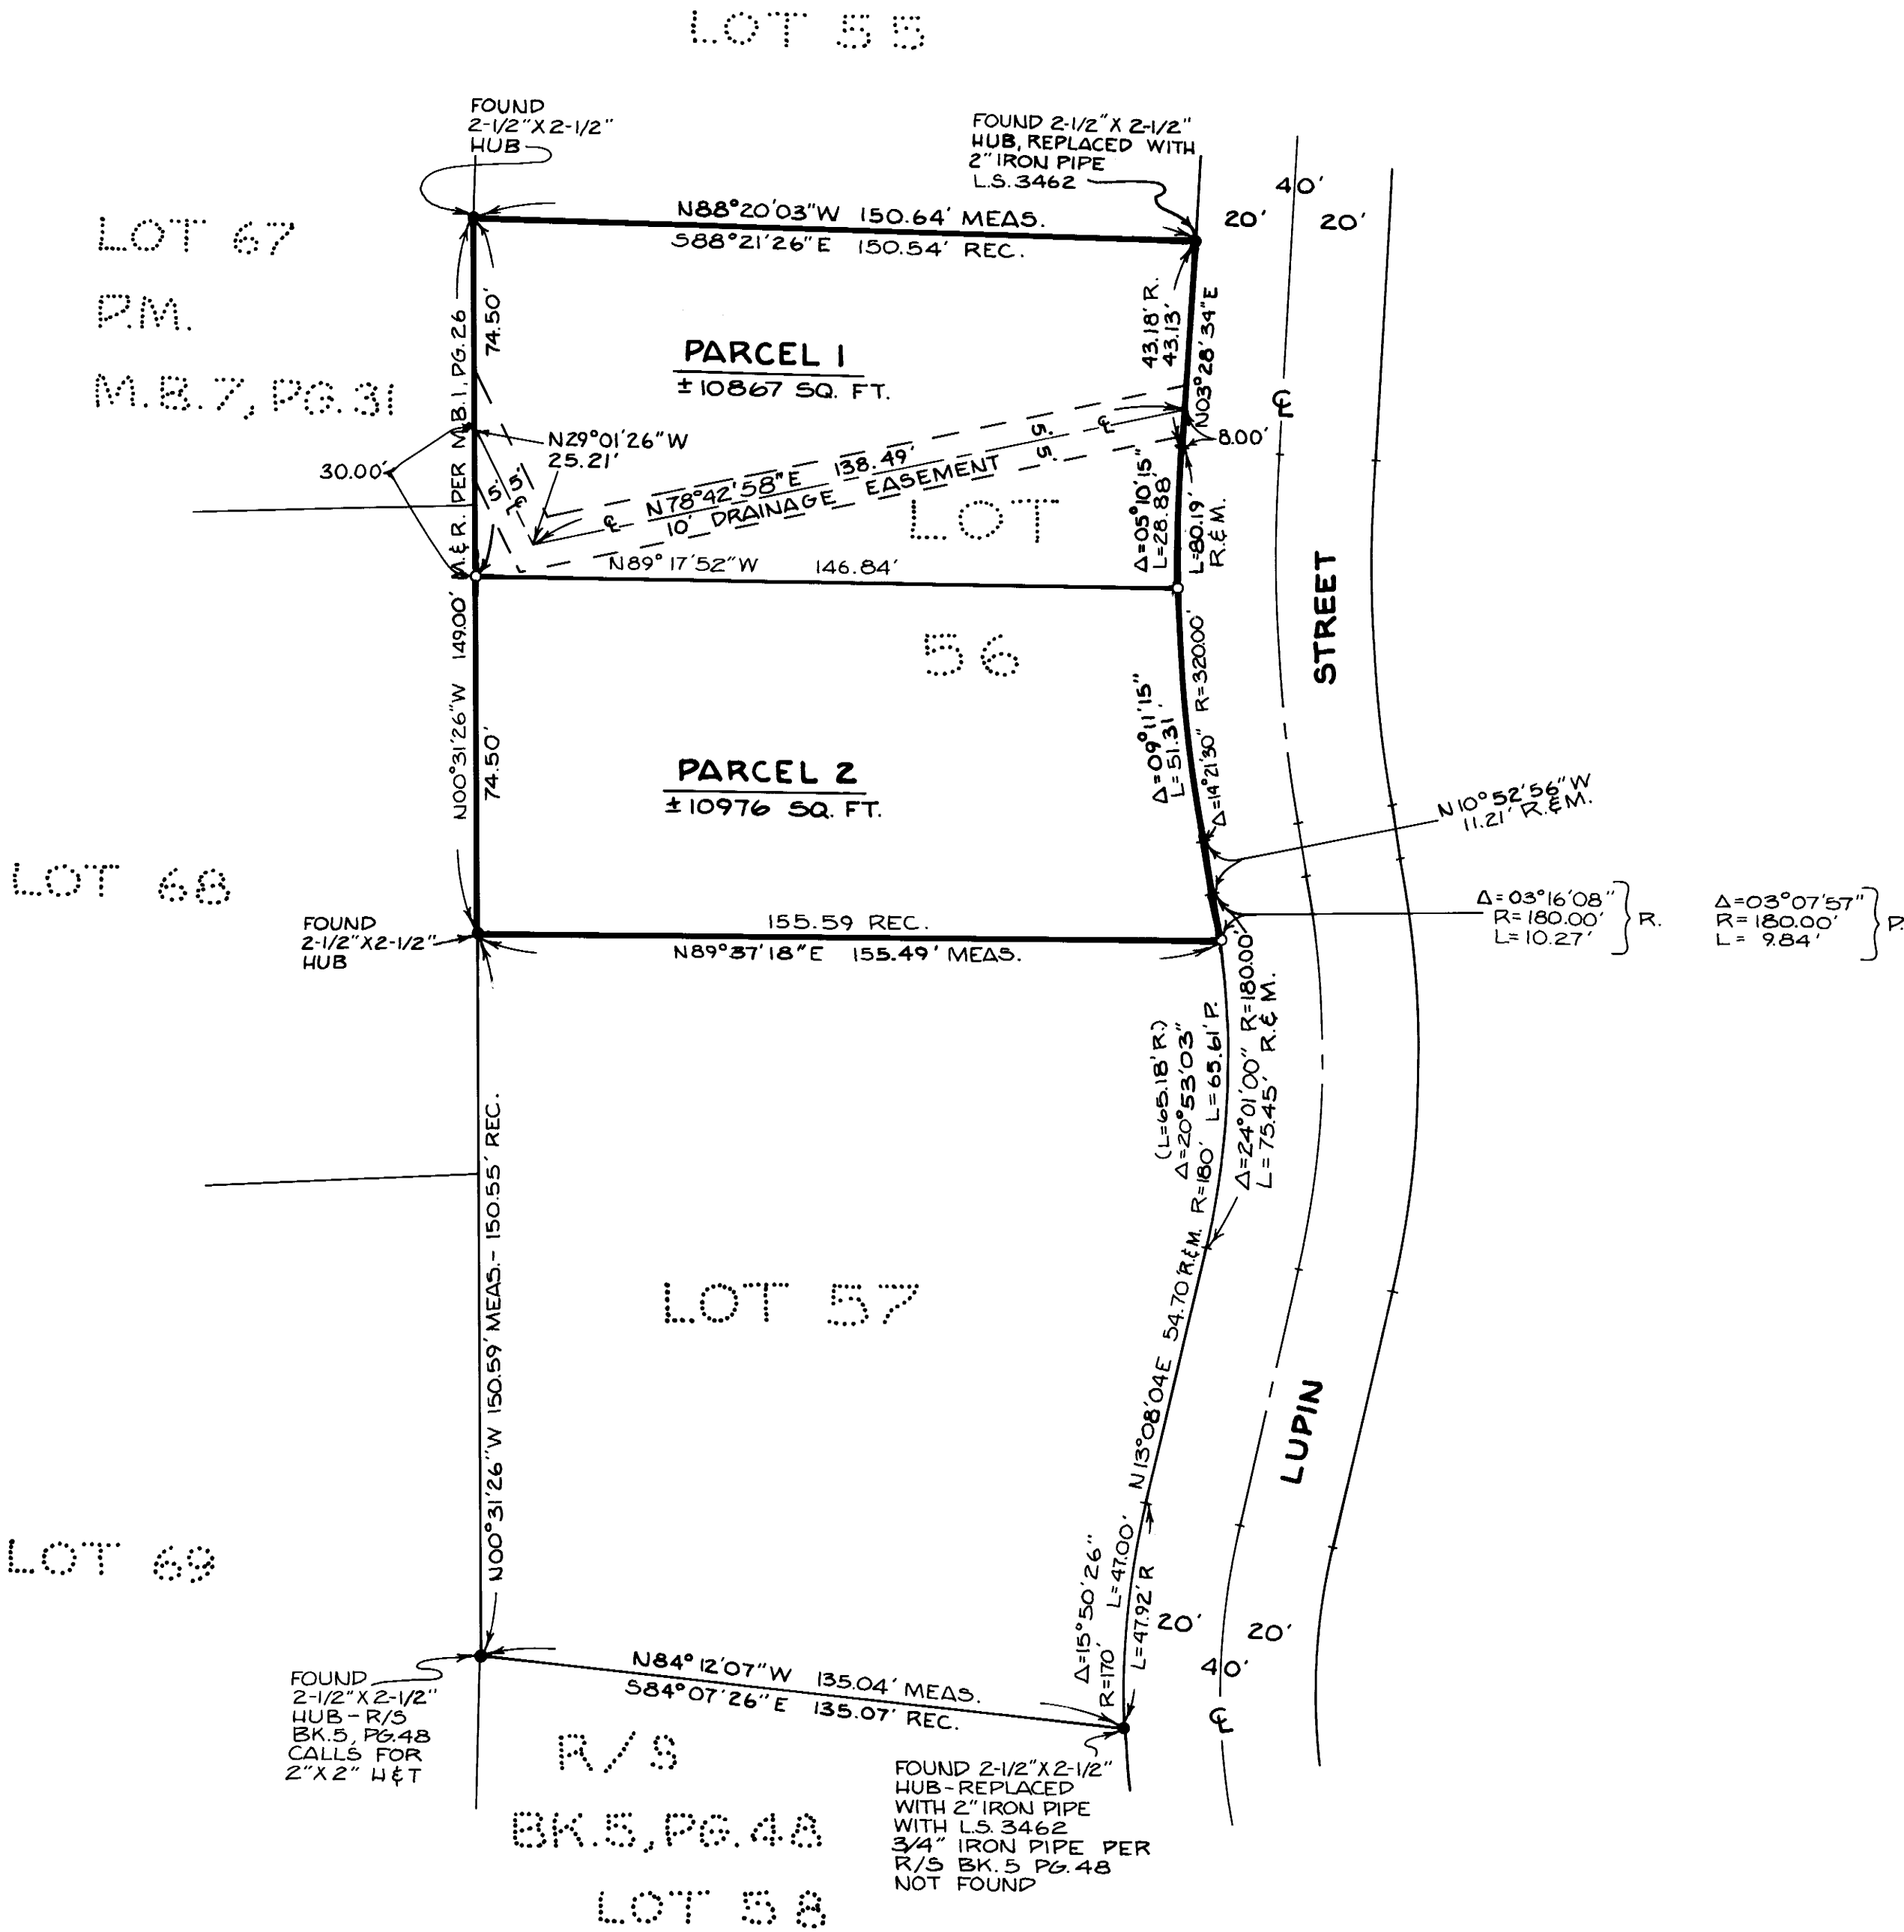 LOT 55
FOUND
2-1/2"X 2-1/2"
HUB
FOUND 2-1/2"X 2-1/2"
HUB, REPLACED WITH
2" IRON PIPE
L.S. 3462
40'
20'
20'
N88°20'03"W 150.64' MEAS.
S88°21'26"E 150.54' REC.
LOT 67
P.M.
M.B.7, PG.31
M.& R. PER M.B.1, PG.26
74.50'
PARCEL 1
±10867 SQ. FT.
43.18' R.
43.13'
N03°28'34"E
℄
8.00'
N29°01'26"W
25.21'
30.00'
5'
5'
℄
℄
N78°42'58"E 138.49'
10' DRAINAGE EASEMENT
5'
5'
℄
LOT
Δ=05°10'15"
L=28.88'
L=80.19'
R.& M.
N89°17'52"W 146.84'
56
STREET
N00°31'26"W 149.00'
74.50'
PARCEL 2
±10976 SQ. FT.
Δ=09°11'15"
L=51.31'
Δ=14°21'30" R=320.00'
N10°52'56"W
11.21' R.&M.
LOT 68
FOUND
2-1/2"X2-1/2"
HUB
155.59 REC.
N89°37'18"E 155.49' MEAS.
Δ=03°16'08"
R=180.00'
L=10.27'
R.
Δ=03°07'57"
R=180.00'
L= 9.84'
P.
(L=65.18'R.)
Δ=20°53'03"
R=180' L=65.61'P.
Δ=24°01'00" R=180.00'
L=75.45' R.& M.
N00°31'26"W 150.59' MEAS.- 150.55' REC.
LOT 57
N13°08'04E 54.70'R.&M.
LUPIN
LOT 69
Δ=15°50'26"
R=170' L=47.00'
L=47.92' R
20'
20'
40'
℄
N84°12'07"W 135.04' MEAS.
S84°07'26"E 135.07' REC.
FOUND
2-1/2"X 2-1/2"
HUB-R/S
BK.5, PG.48
CALLS FOR
2"X 2" H&T
R/S
BK.5, PG.48
LOT 58
FOUND 2-1/2"X 2-1/2"
HUB-REPLACED
WITH 2" IRON PIPE
WITH L.S. 3462
3/4" IRON PIPE PER
R/S BK. 5 PG. 48
NOT FOUND